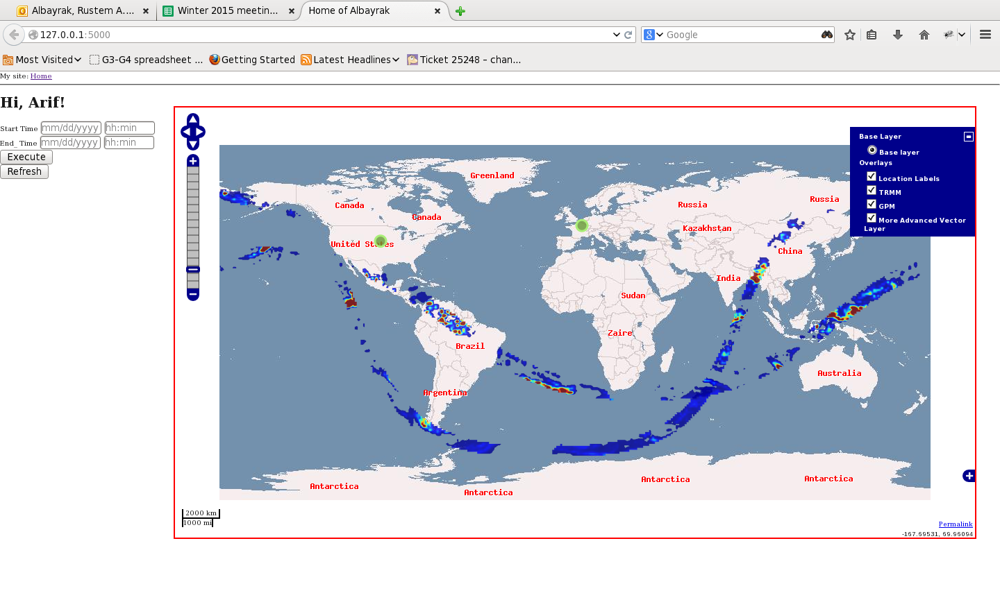 Albayrak, Rustem A....
Winter 2015 meetin...
Home of Albayrak
127.0.0.1:5000
Google
Most Visited
G3-G4 spreadsheet ...
Getting Started
Latest Headlines
Ticket 25248 – chan...
My site: Home
Hi, Arif!
Start Time mm/dd/yyyy hh:min
End_ Time mm/dd/yyyy hh:min
Execute
Refresh
Base Layer
Base layer
Overlays
Location Labels
TRMM
GPM
More Advanced Vector
Layer
Greenland
Canada
Russia
Russia
Canada
Kazakhstan
United States
China
India
Sudan
Zaire
Brazil
Australia
Argentina
Antarctica
Antarctica
Antarctica
Antarctica
2000 km
1000 mi
Permalink
-167.69531, 69.96094